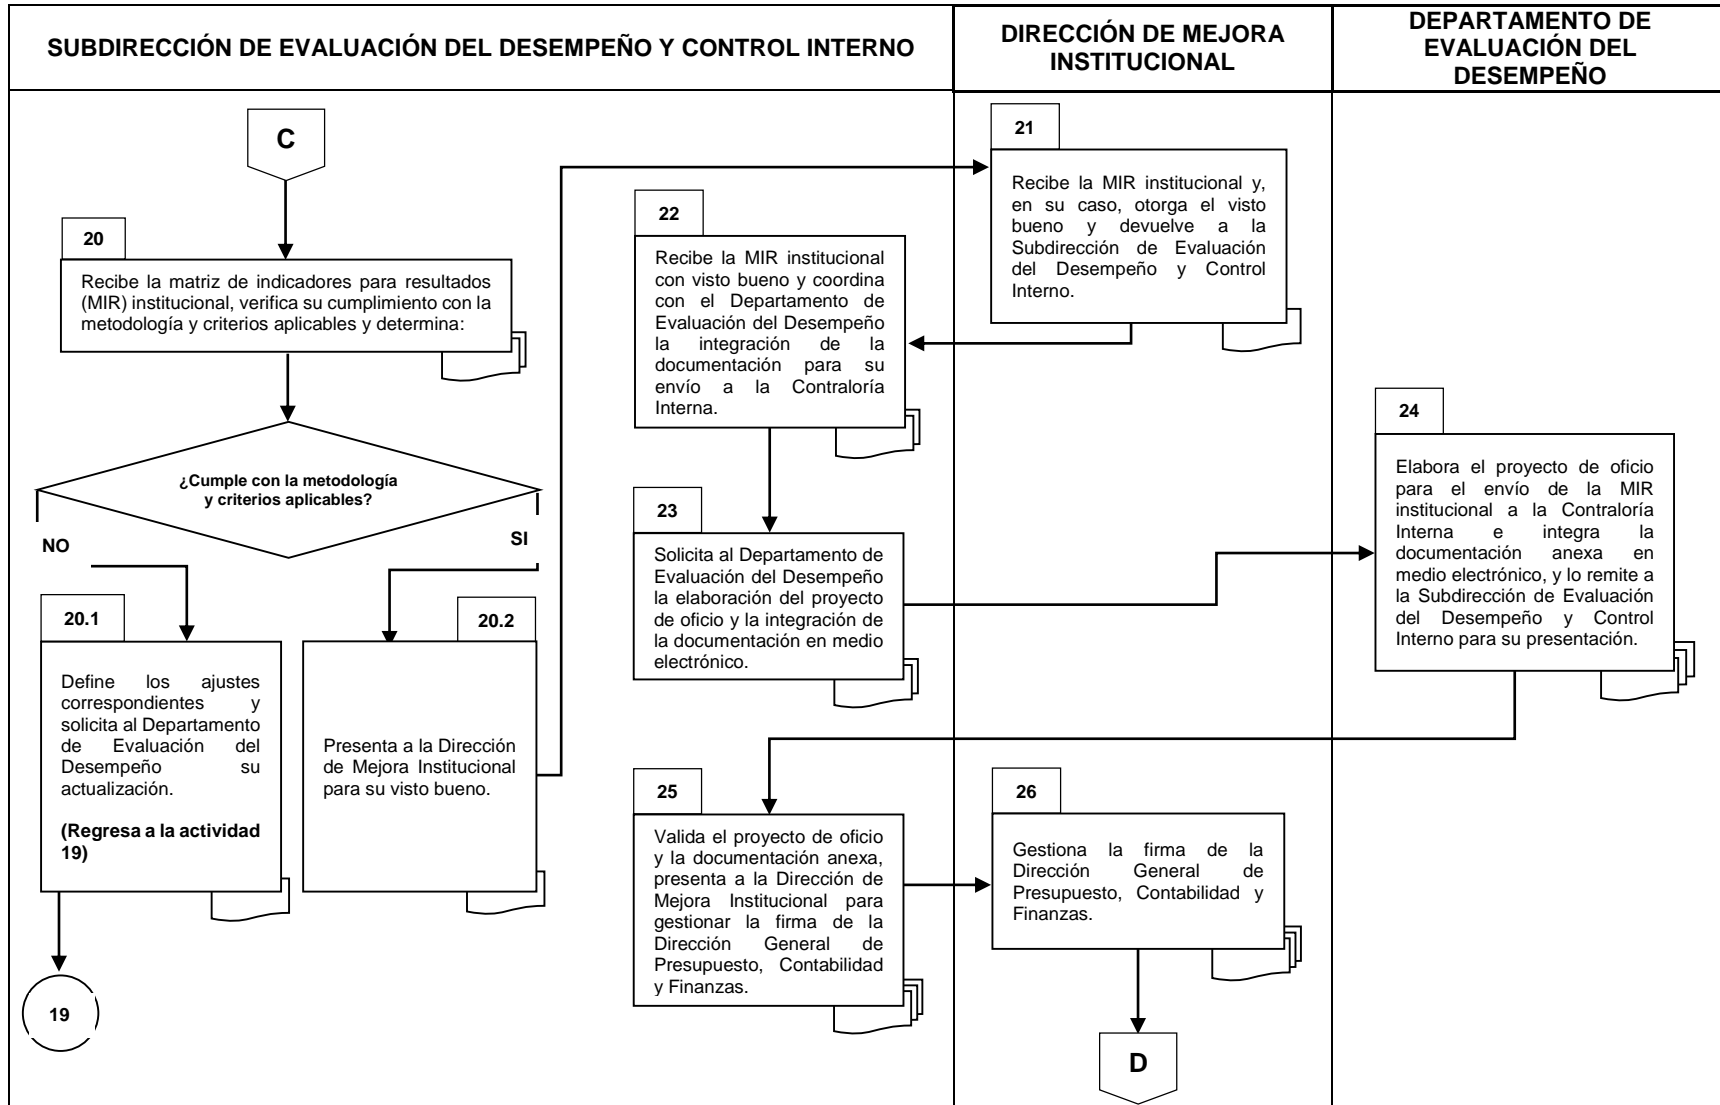 SUBDIRECCIÓN DE EVALUACIÓN DEL DESEMPEÑO Y CONTROL INTERNO
DIRECCIÓN DE MEJORA
INSTITUCIONAL
DEPARTAMENTO DE
EVALUACIÓN DEL
DESEMPEÑO
C
20
Recibe la matriz de indicadores para resultados
(MIR) institucional, verifica su cumplimiento con la
metodología y criterios aplicables y determina:
¿Cumple con la metodología
y criterios aplicables?
NO
SI
20.1
Define los ajustes
correspondientes y
solicita al Departamento
de Evaluación del
Desempeño su
actualización.
(Regresa a la actividad
19)
19
20.2
Presenta a la Dirección
de Mejora Institucional
para su visto bueno.
21
Recibe la MIR institucional y,
en su caso, otorga el visto
bueno y devuelve a la
Subdirección de Evaluación
del Desempeño y Control
Interno.
22
Recibe la MIR institucional
con visto bueno y coordina
con el Departamento de
Evaluación del Desempeño
la integración de la
documentación para su
envío a la Contraloría
Interna.
23
Solicita al Departamento de
Evaluación del Desempeño
la elaboración del proyecto
de oficio y la integración de
la documentación en medio
electrónico.
24
Elabora el proyecto de oficio
para el envío de la MIR
institucional a la Contraloría
Interna e integra la
documentación anexa en
medio electrónico, y lo remite a
la Subdirección de Evaluación
del Desempeño y Control
Interno para su presentación.
25
Valida el proyecto de oficio
y la documentación anexa,
presenta a la Dirección de
Mejora Institucional para
gestionar la firma de la
Dirección General de
Presupuesto, Contabilidad
y Finanzas.
26
Gestiona la firma de la
Dirección General de
Presupuesto, Contabilidad y
Finanzas.
D